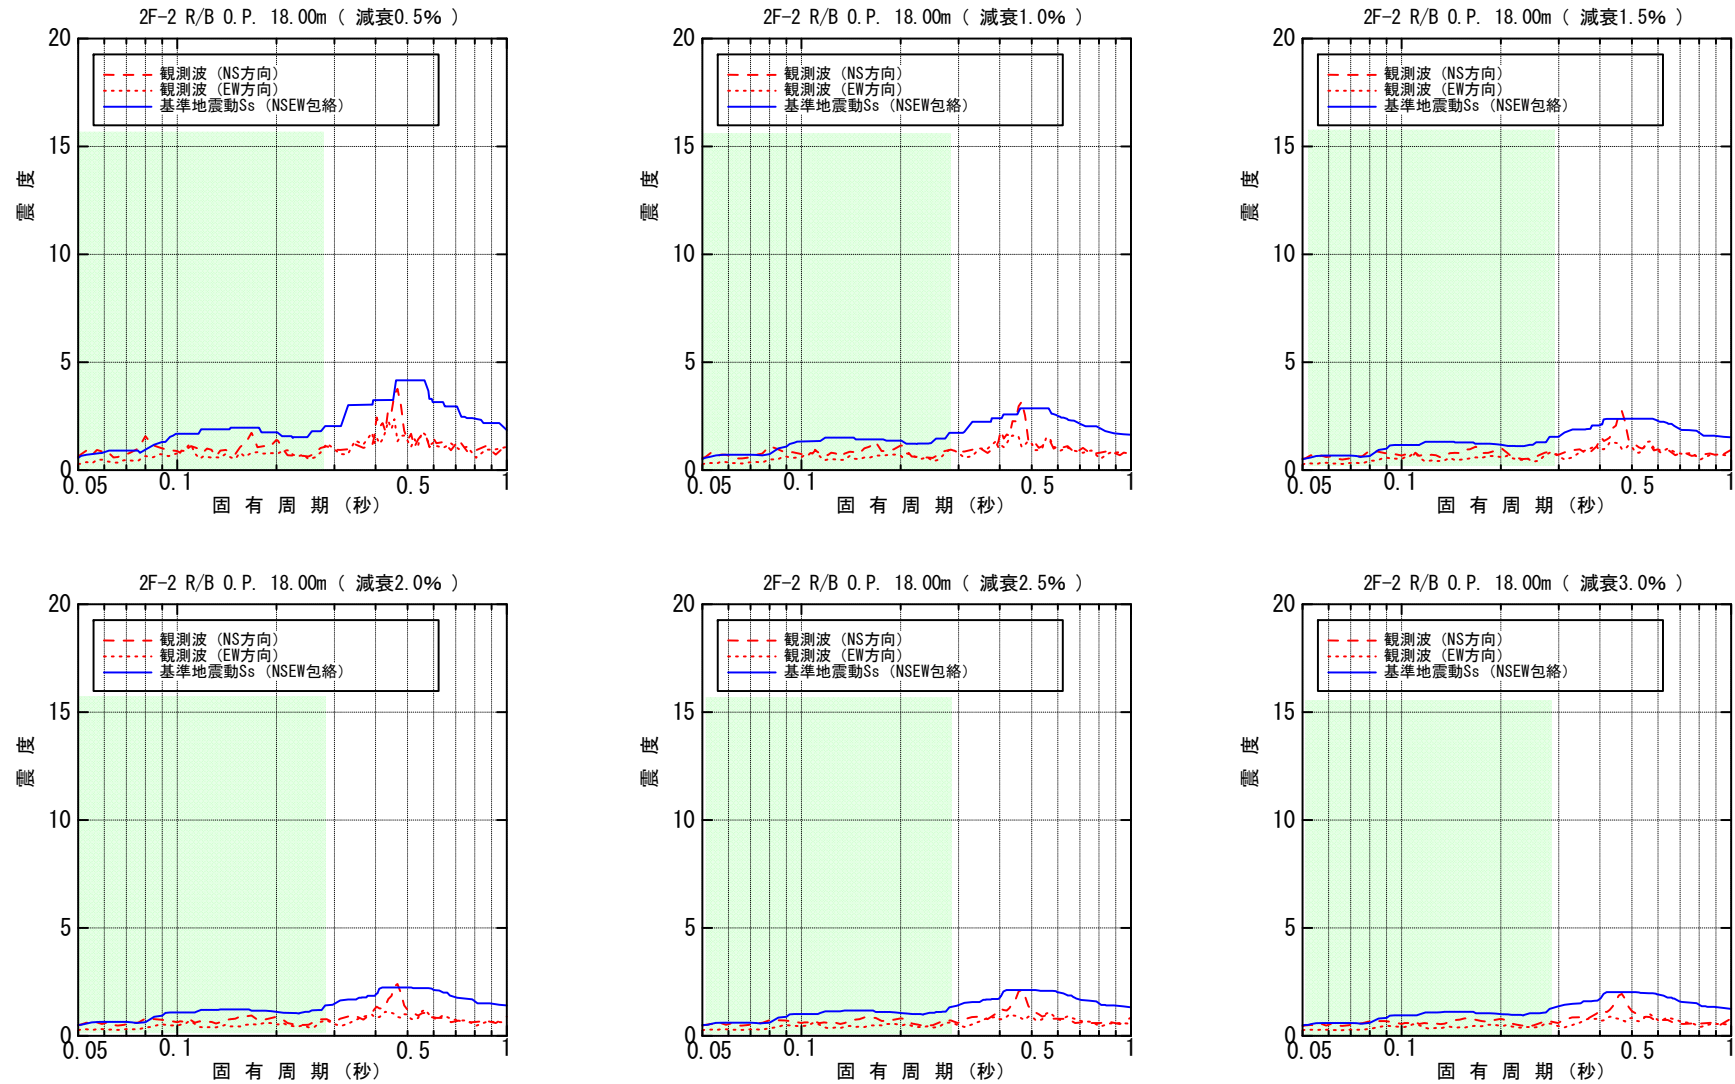 2F-2 R/B O.P. 18.00m ( 減衰0.5% )
20
15
10
5
0
震度
観測波 (NS方向)
観測波 (EW方向)
基準地震動Ss (NSEW包絡)
0.05 0.1 0.5 1
固有周期(秒)
2F-2 R/B O.P. 18.00m ( 減衰1.0% )
20
15
10
5
0
震度
観測波 (NS方向)
観測波 (EW方向)
基準地震動Ss (NSEW包絡)
0.05 0.1 0.5 1
固有周期(秒)
2F-2 R/B O.P. 18.00m ( 減衰1.5% )
20
15
10
5
0
震度
観測波 (NS方向)
観測波 (EW方向)
基準地震動Ss (NSEW包絡)
0.05 0.1 0.5 1
固有周期(秒)
2F-2 R/B O.P. 18.00m ( 減衰2.0% )
20
15
10
5
0
震度
観測波 (NS方向)
観測波 (EW方向)
基準地震動Ss (NSEW包絡)
0.05 0.1 0.5 1
固有周期(秒)
2F-2 R/B O.P. 18.00m ( 減衰2.5% )
20
15
10
5
0
震度
観測波 (NS方向)
観測波 (EW方向)
基準地震動Ss (NSEW包絡)
0.05 0.1 0.5 1
固有周期(秒)
2F-2 R/B O.P. 18.00m ( 減衰3.0% )
20
15
10
5
0
震度
観測波 (NS方向)
観測波 (EW方向)
基準地震動Ss (NSEW包絡)
0.05 0.1 0.5 1
固有周期(秒)